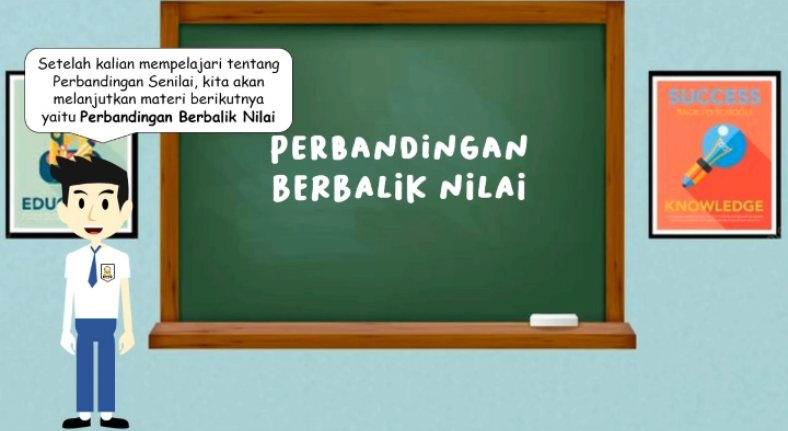 Setelah kalian mempelajari tentang
Perbandingan Senilai, kita akan
melanjutkan materi berikutnya
yaitu Perbandingan Berbalik Nilai
PERBANDINGAN
BERBALIK NILAI
EDU
SUCCESS
BACK TO SCHOOL
KNOWLEDGE